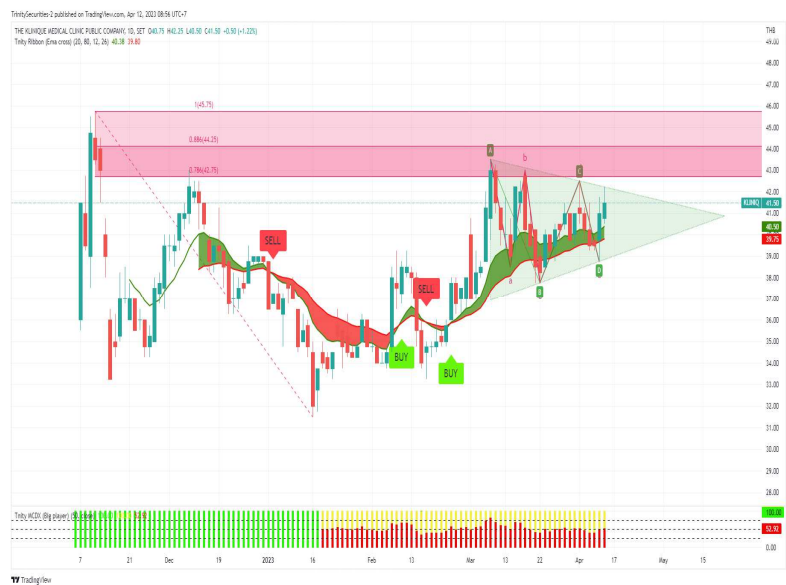 TrinitySecurities-2 published on TradingView.com, Apr 12, 2023 08:56 UTC+7
THE KLINIQUE MEDICAL CLINIC PUBLIC COMPANY, 1D, SET O40.75 H42.25 L40.50 C41.50 +0.50 (+1.22%)
THB
Tnity Ribbon (Ema cross) (20, 80, 12, 26) 40.38 39.80
49.00
48.00
47.00
46.00
1(45.75)
45.00
0.886(44.25)
44.00
0.786(42.75)
43.00
A
b
C
42.00
KLINIQ 41.50
41.00
40.50
39.75
SELL
39.00
a
D
38.00
B
SELL
37.00
36.00
BUY
35.00
34.00
BUY
33.00
32.00
31.00
30.00
29.00
28.00
Tnity MCDX (Big player) (50, close) 52.92
100.00
52.92
0.00
7 21 Dec 19 2023 16 Feb 13 Mar 13 22 Apr 17 May 15
TradingView